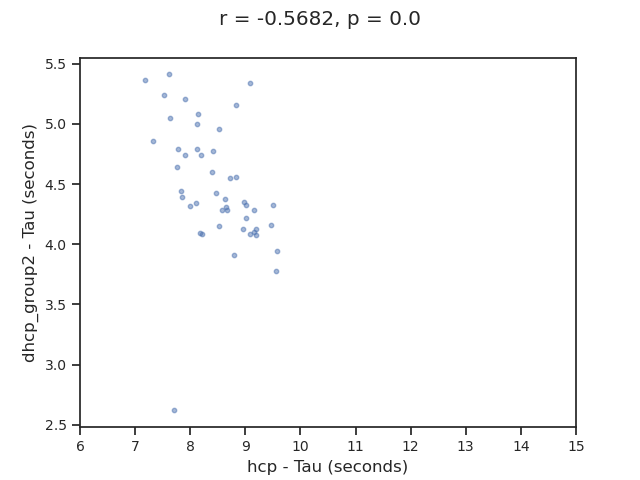 r = -0.5682, p = 0.0
5.5
5.0
4.5
4.0
3.5
3.0
2.5
dhcp_group2 - Tau (seconds)
6 7 8 9 10 11 12 13 14 15
hcp - Tau (seconds)